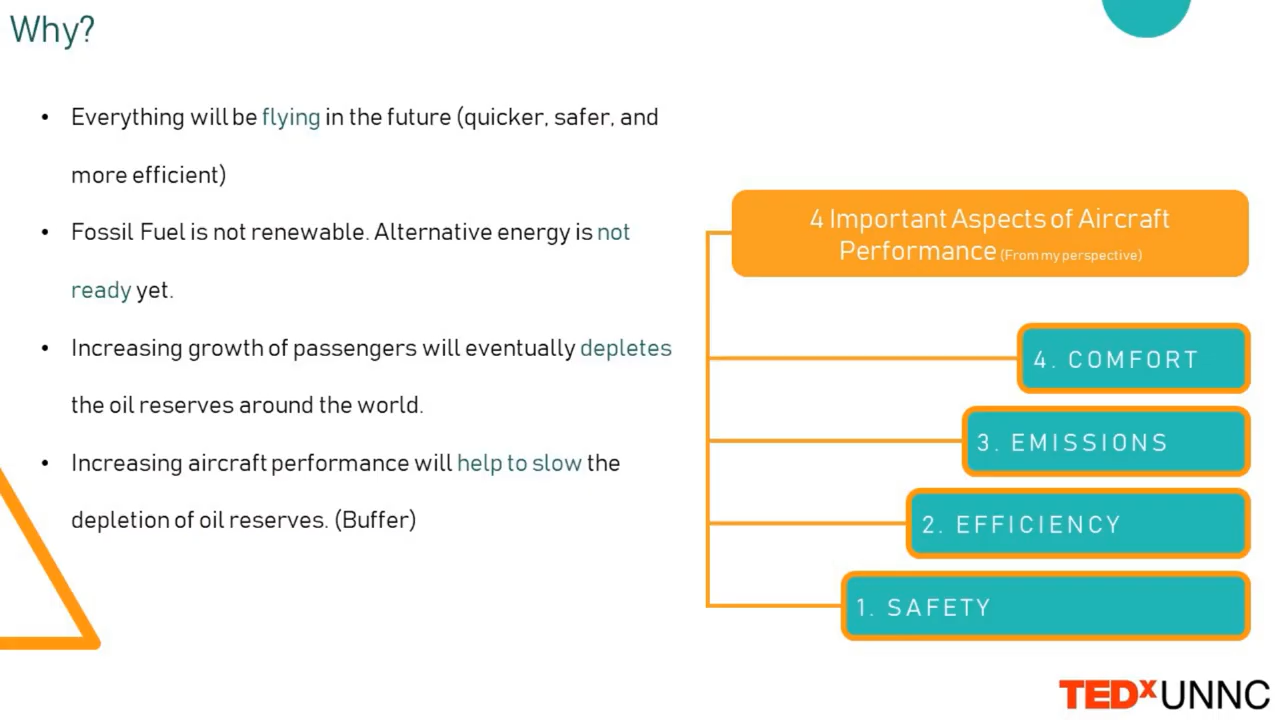 Why?
• Everything will be flying in the future (quicker, safer, and
more efficient)
• Fossil Fuel is not renewable. Alternative energy is not
ready yet.
• Increasing growth of passengers will eventually depletes
the oil reserves around the world.
• Increasing aircraft performance will help to slow the
depletion of oil reserves. (Buffer)
4 Important Aspects of Aircraft
Performance (From my perspective)
4. COMFORT
3. EMISSIONS
2. EFFICIENCY
1. SAFETY
TEDxUNNC